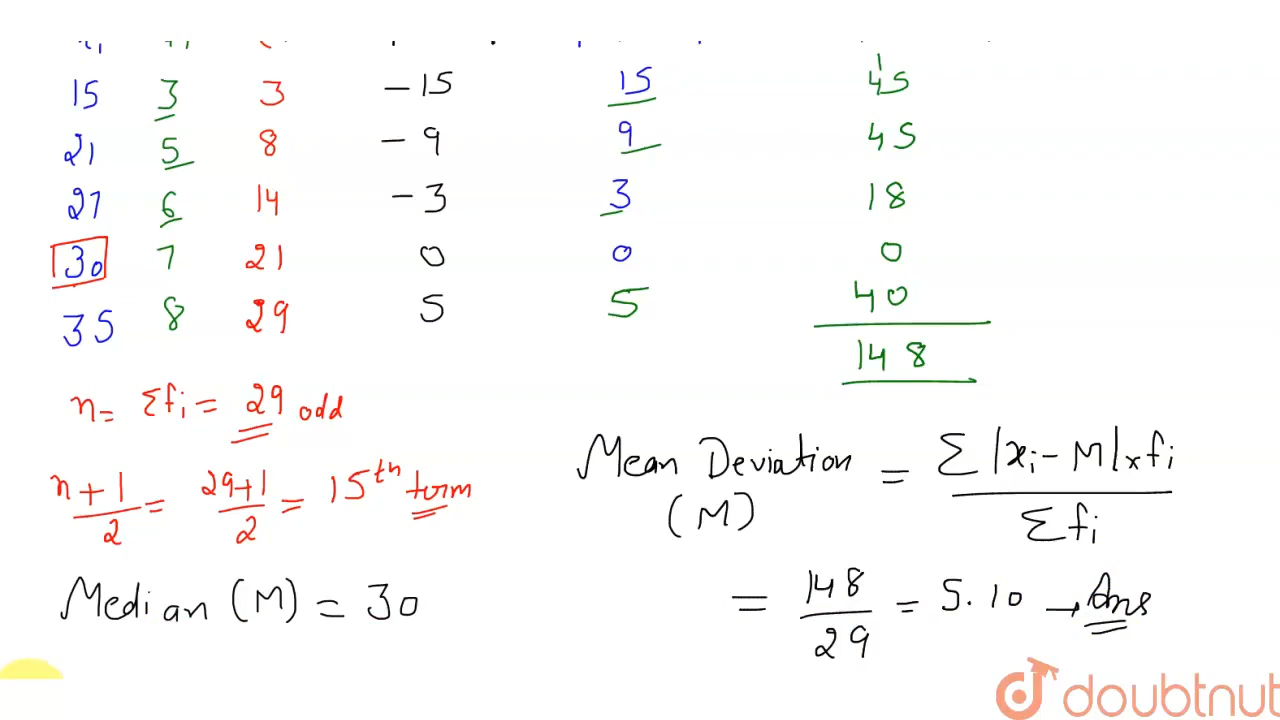 15 3 3 -15 15 45
21 5 8 -9 9 45
27 6 14 -3 3 18
30 7 21 0 0 0
35 8 29 5 5 40
148
n = Σfi = 29 odd
n+1/2 = 29+1/2 = 15th term
Median (M) = 30
Mean Deviation (M) = Σ|xi - M|×fi / Σfi
= 148/29 = 5.10 → Ans
doubtnut